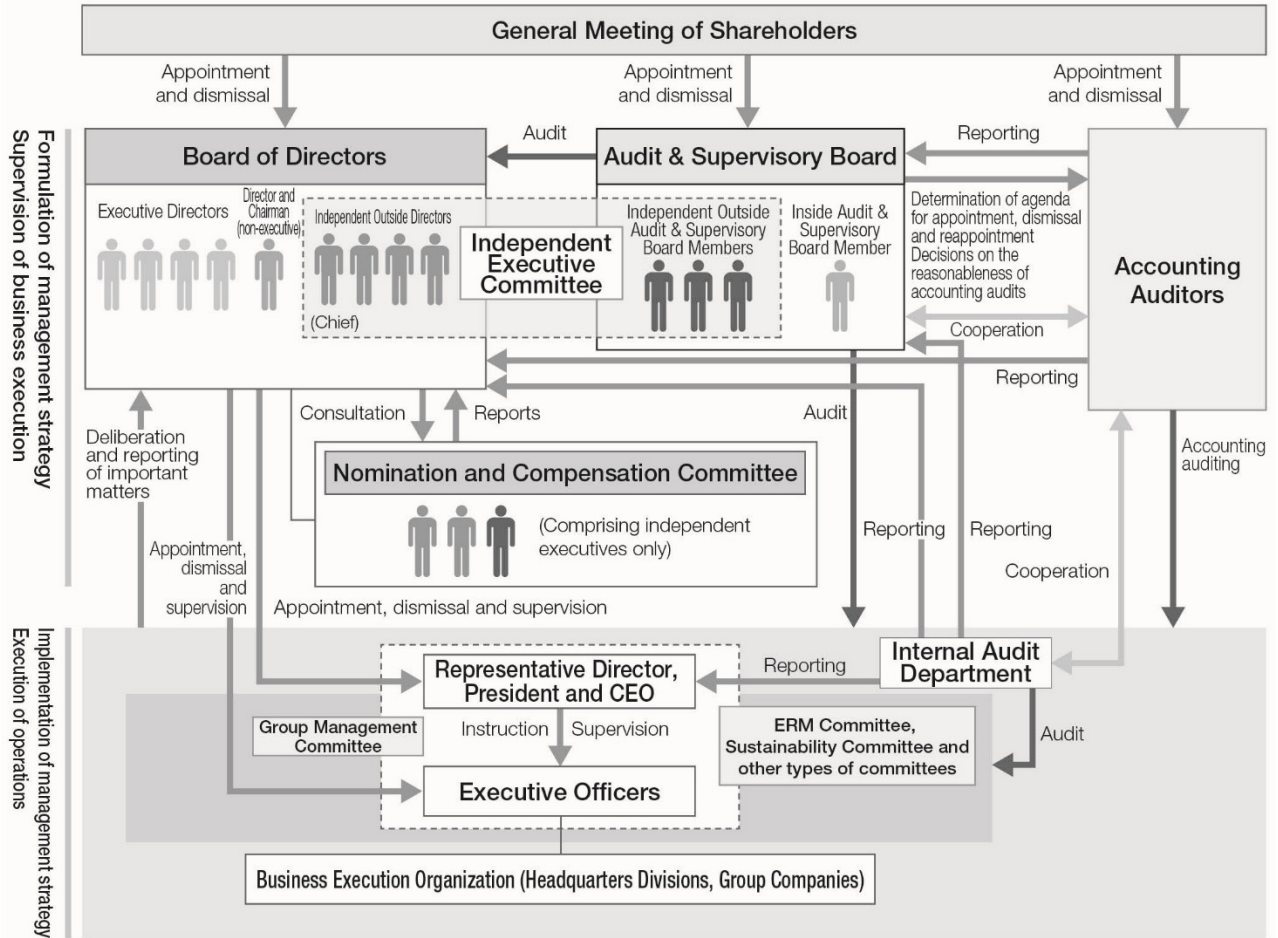 General Meeting of Shareholders
Appointment
and dismissal
Appointment
and dismissal
Appointment
and dismissal
Formulation of management strategy
Supervision of business execution
Board of Directors
Audit
Audit & Supervisory Board
Reporting
Executive Directors
Director and
Chairman
(non-executive)
Independent Outside Directors
(Chief)
Independent
Executive
Committee
Independent Outside
Audit & Supervisory
Board Members
Inside Audit &
Supervisory
Board Member
Determination of agenda
for appointment, dismissal
and reappointment
Decisions on the
reasonableness of
accounting audits
Accounting
Auditors
Cooperation
Reporting
Deliberation
and reporting
of important
matters
Consultation
Reports
Audit
Accounting
auditing
Nomination and Compensation Committee
(Comprising independent
executives only)
Reporting
Reporting
Cooperation
Appointment,
dismissal
and
supervision
Appointment, dismissal and supervision
Implementation of management strategy
Execution of operations
Representative Director,
President and CEO
Reporting
Internal Audit
Department
Group Management
Committee
Instruction
Supervision
ERM Committee,
Sustainability Committee and
other types of committees
Audit
Executive Officers
Business Execution Organization (Headquarters Divisions, Group Companies)